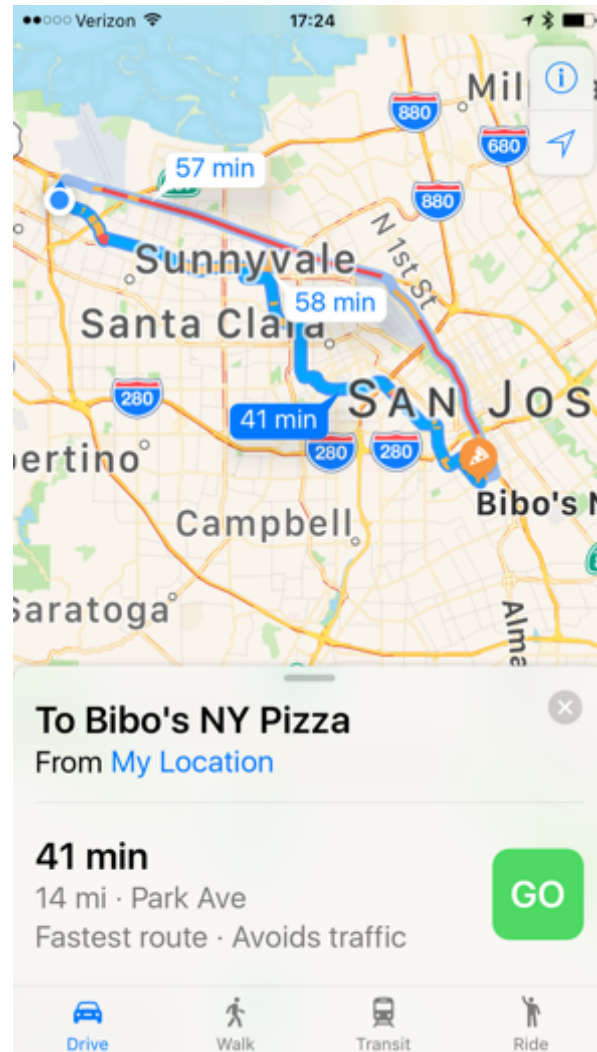 Verizon 17:24
Mil
880
680
57 min
880
N 1st St
Sunnyvale
58 min
Santa Clara
280
41 min
SAN JOS
280 280
ertino
Bibo's N
Campbell
Saratoga
Alma
To Bibo's NY Pizza
From My Location
41 min
14 mi · Park Ave
Fastest route · Avoids traffic
GO
Drive Walk Transit Ride